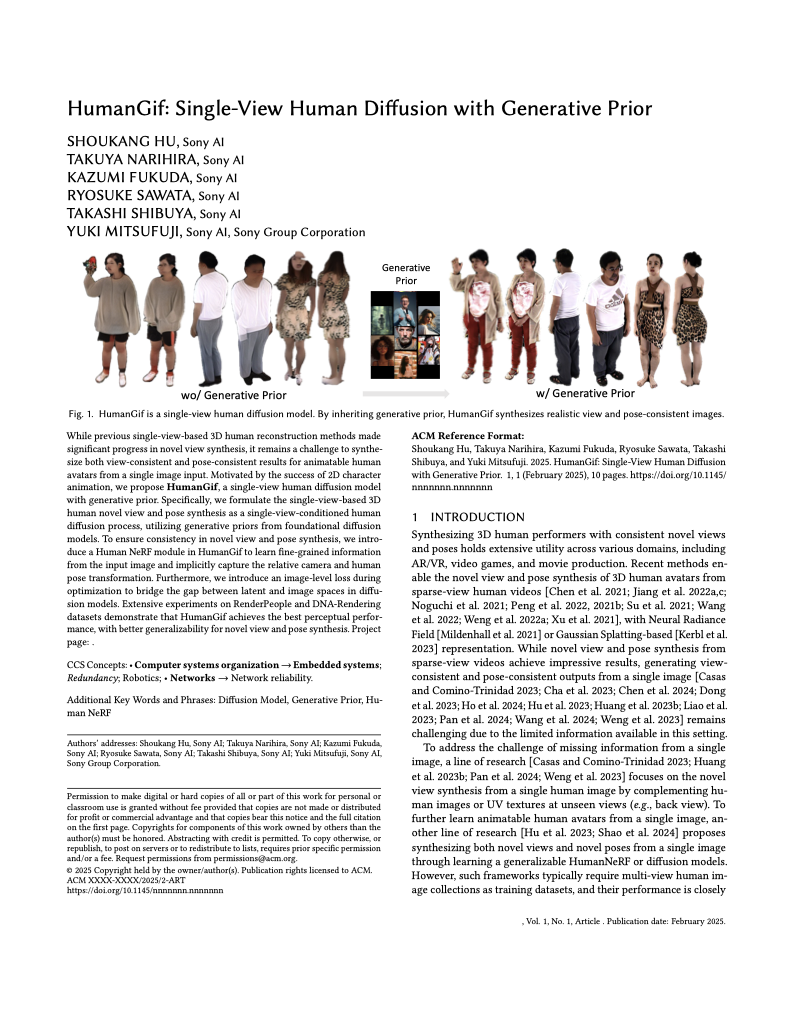 HumanGif: Single-View Human Diffusion with Generative Prior
SHOUKANG HU, Sony AI
TAKUYA NARIHIRA, Sony AI
KAZUMI FUKUDA, Sony AI
RYOSUKE SAWATA, Sony AI
TAKASHI SHIBUYA, Sony AI
YUKI MITSUFUJI, Sony AI, Sony Group Corporation
Generative
Prior
adidas
wo/ Generative Prior
w/ Generative Prior
Fig. 1. HumanGif is a single-view human diffusion model. By inheriting generative prior, HumanGif synthesizes realistic view and pose-consistent images.
While previous single-view-based 3D human reconstruction methods made
significant progress in novel view synthesis, it remains a challenge to synthe-
size both view-consistent and pose-consistent results for animatable human
avatars from a single image input. Motivated by the success of 2D character
animation, we propose HumanGif, a single-view human diffusion model
with generative prior. Specifically, we formulate the single-view-based 3D
human novel view and pose synthesis as a single-view-conditioned human
diffusion process, utilizing generative priors from foundational diffusion
models. To ensure consistency in novel view and pose synthesis, we intro-
duce a Human NeRF module in HumanGif to learn fine-grained information
from the input image and implicitly capture the relative camera and human
pose transformation. Furthermore, we introduce an image-level loss during
optimization to bridge the gap between latent and image spaces in diffu-
sion models. Extensive experiments on RenderPeople and DNA-Rendering
datasets demonstrate that HumanGif achieves the best perceptual perfor-
mance, with better generalizability for novel view and pose synthesis. Project
page: .
CCS Concepts: • Computer systems organization → Embedded systems;
Redundancy; Robotics; • Networks → Network reliability.
Additional Key Words and Phrases: Diffusion Model, Generative Prior, Hu-
man NeRF
Authors' addresses: Shoukang Hu, Sony AI; Takuya Narihira, Sony AI; Kazumi Fukuda,
Sony AI; Ryosuke Sawata, Sony AI; Takashi Shibuya, Sony AI; Yuki Mitsufuji, Sony AI,
Sony Group Corporation.
Permission to make digital or hard copies of all or part of this work for personal or
classroom use is granted without fee provided that copies are not made or distributed
for profit or commercial advantage and that copies bear this notice and the full citation
on the first page. Copyrights for components of this work owned by others than the
author(s) must be honored. Abstracting with credit is permitted. To copy otherwise, or
republish, to post on servers or to redistribute to lists, requires prior specific permission
and/or a fee. Request permissions from permissions@acm.org.
© 2025 Copyright held by the owner/author(s). Publication rights licensed to ACM.
ACM XXXX-XXXX/2025/2-ART
https://doi.org/10.1145/nnnnnnn.nnnnnnn
ACM Reference Format:
Shoukang Hu, Takuya Narihira, Kazumi Fukuda, Ryosuke Sawata, Takashi
Shibuya, and Yuki Mitsufuji. 2025. HumanGif: Single-View Human Diffusion
with Generative Prior. 1, 1 (February 2025), 10 pages. https://doi.org/10.1145/
nnnnnnn.nnnnnnn
1 INTRODUCTION
Synthesizing 3D human performers with consistent novel views
and poses holds extensive utility across various domains, including
AR/VR, video games, and movie production. Recent methods en-
able the novel view and pose synthesis of 3D human avatars from
sparse-view human videos [Chen et al. 2021; Jiang et al. 2022a,c;
Noguchi et al. 2021; Peng et al. 2022, 2021b; Su et al. 2021; Wang
et al. 2022; Weng et al. 2022a; Xu et al. 2021], with Neural Radiance
Field [Mildenhall et al. 2021] or Gaussian Splatting-based [Kerbl et al.
2023] representation. While novel view and pose synthesis from
sparse-view videos achieve impressive results, generating view-
consistent and pose-consistent outputs from a single image [Casas
and Comino-Trinidad 2023; Cha et al. 2023; Chen et al. 2024; Dong
et al. 2023; Ho et al. 2024; Hu et al. 2023; Huang et al. 2023b; Liao et al.
2023; Pan et al. 2024; Wang et al. 2024; Weng et al. 2023] remains
challenging due to the limited information available in this setting.
To address the challenge of missing information from a single
image, a line of research [Casas and Comino-Trinidad 2023; Huang
et al. 2023b; Pan et al. 2024; Weng et al. 2023] focuses on the novel
view synthesis from a single human image by complementing hu-
man images or UV textures at unseen views (e.g., back view). To
further learn animatable human avatars from a single image, an-
other line of research [Hu et al. 2023; Shao et al. 2024] proposes
synthesizing both novel views and novel poses from a single image
through learning a generalizable HumanNeRF or diffusion models.
However, such frameworks typically require multi-view human im-
age collections as training datasets, and their performance is closely
, Vol. 1, No. 1, Article . Publication date: February 2025.